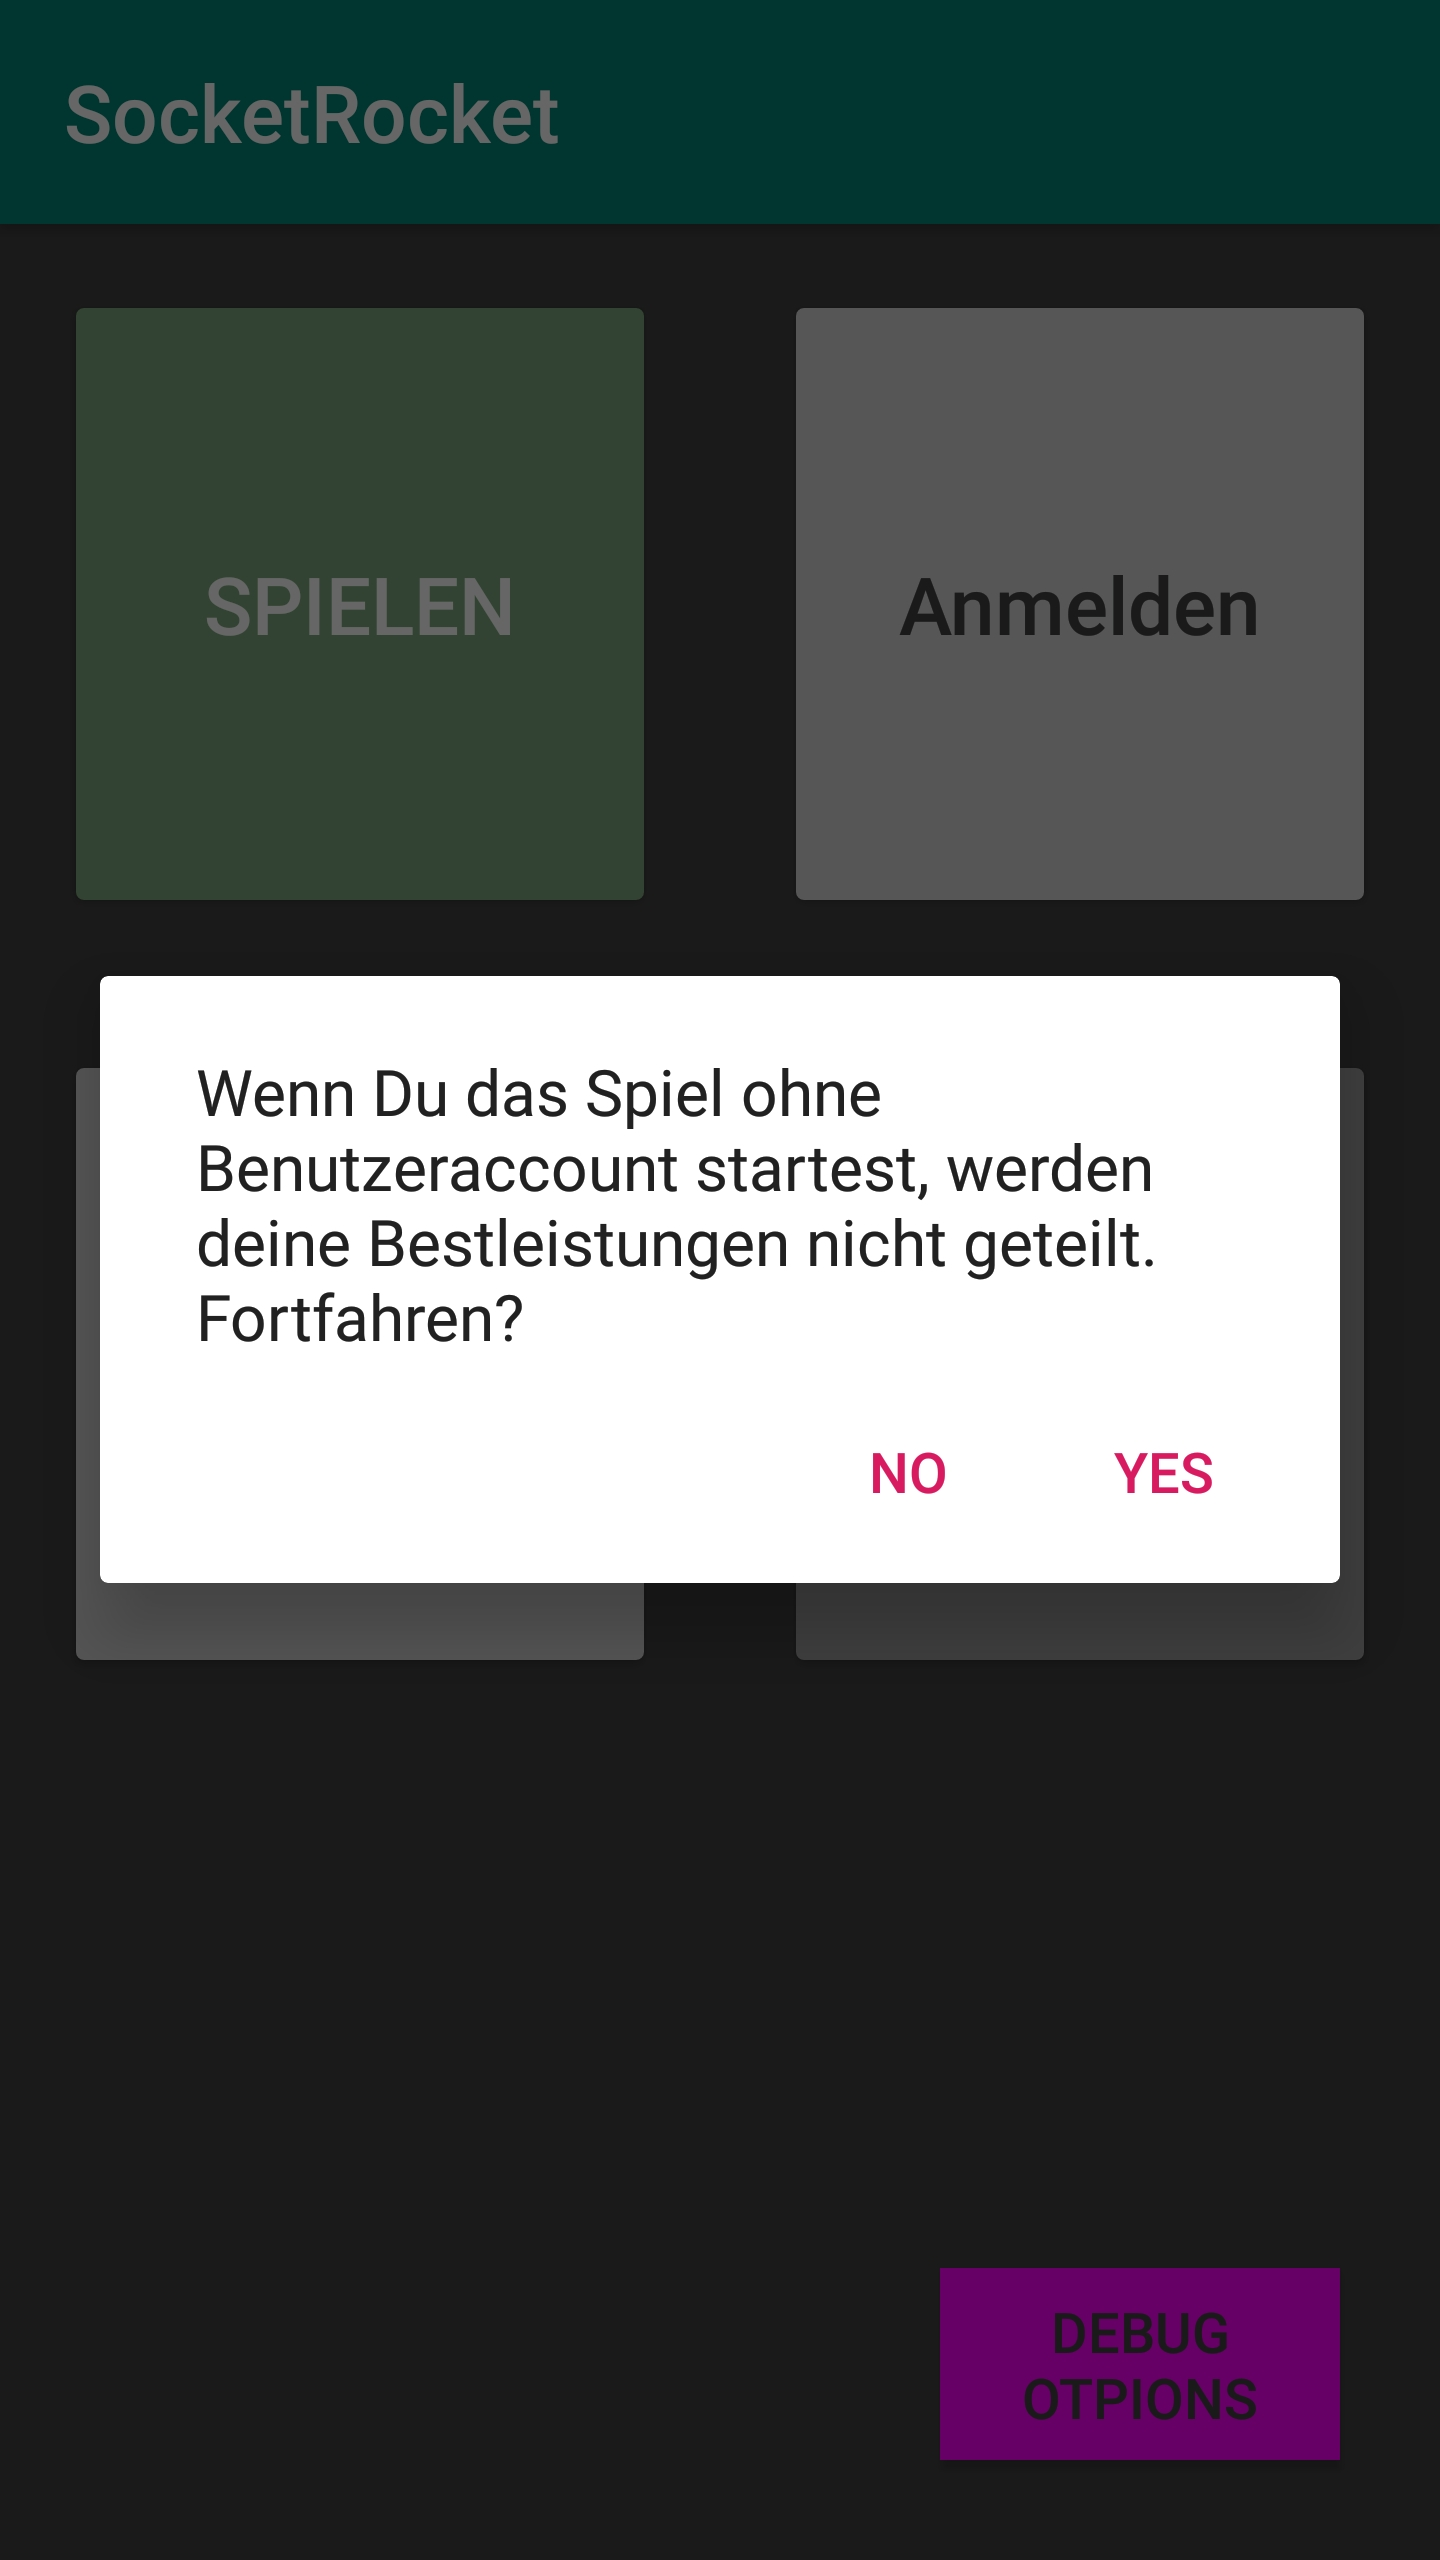 SocketRocket
SPIELEN
Anmelden
Wenn Du das Spiel ohne
Benutzeraccount startest, werden
deine Bestleistungen nicht geteilt.
Fortfahren?
NO
YES
DEBUG
OTPIONS